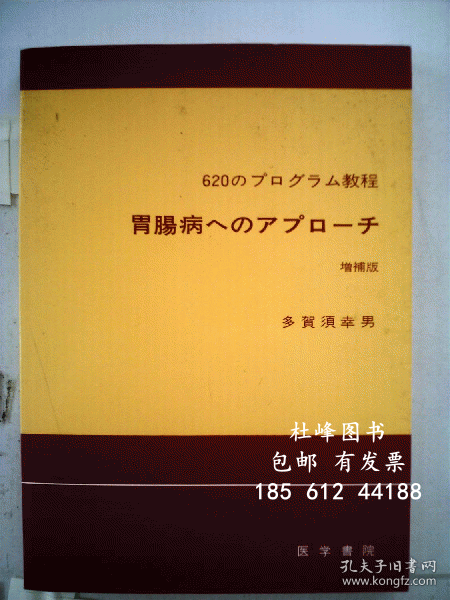 620のプログラム教程
胃腸病へのアプローチ
増補版
多賀須幸男
杜峰图书
包邮 有发票
185 612 44188
医学書院
孔夫子旧书网
www.kongfz.com